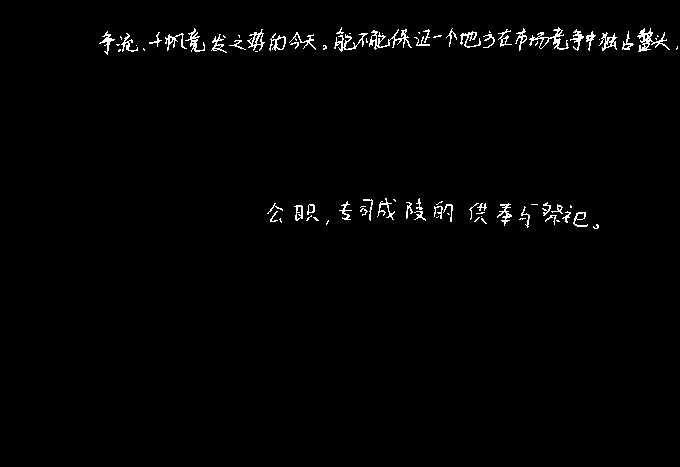 争流、千帆竞发之势的今天。能不能保证一个地方在市场竞争中独占鳌头，
公职，专司成陵的供奉与祭祀。